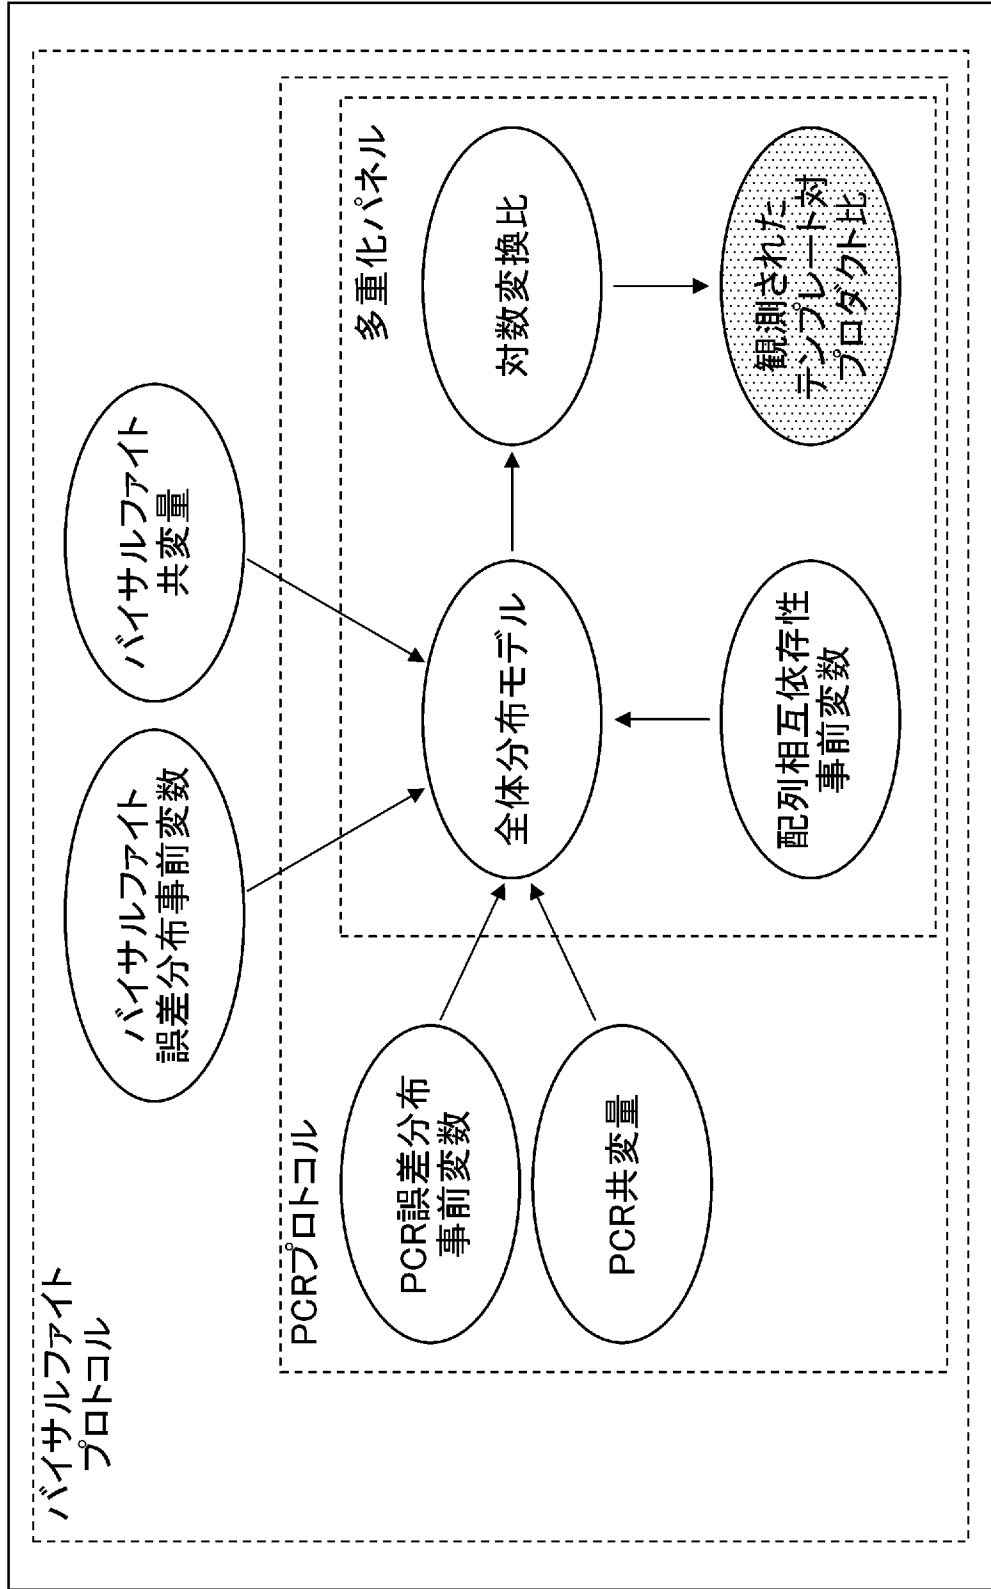 バイサルファイト
プロトコル
バイサルファイト
誤差分布事前変数
バイサルファイト
共変量
PCRプロトコル
PCR誤差分布
事前変数
PCR共変量
多重化パネル
全体分布モデル
対数変換比
配列相互依存性
事前変数
観測された
テンプレート対
プロダクト比